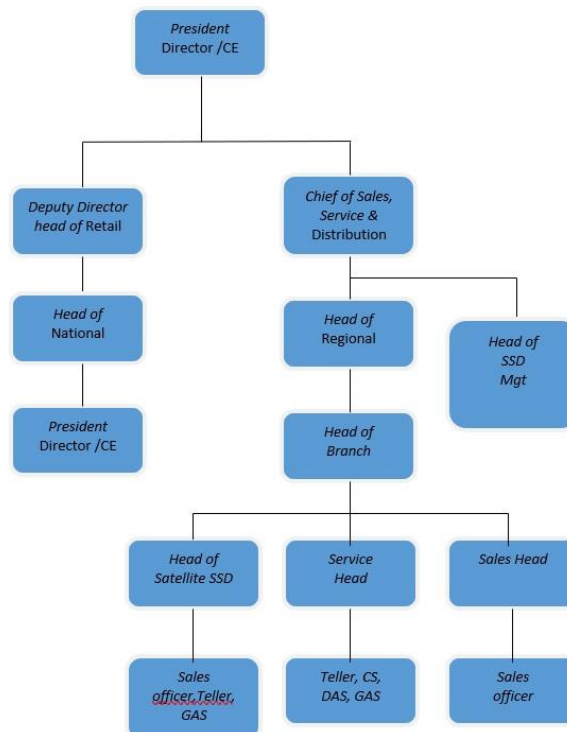 President
Director /CE
Deputy Director
head of Retail
Chief of Sales,
Service &
Distribution
Head of
National
Head of
Regional
Head of
SSD
Mgt
President
Director /CE
Head of
Branch
Head of
Satellite SSD
Service
Head
Sales Head
Sales
officer,Teller,
GAS
Teller, CS,
DAS, GAS
Sales
officer